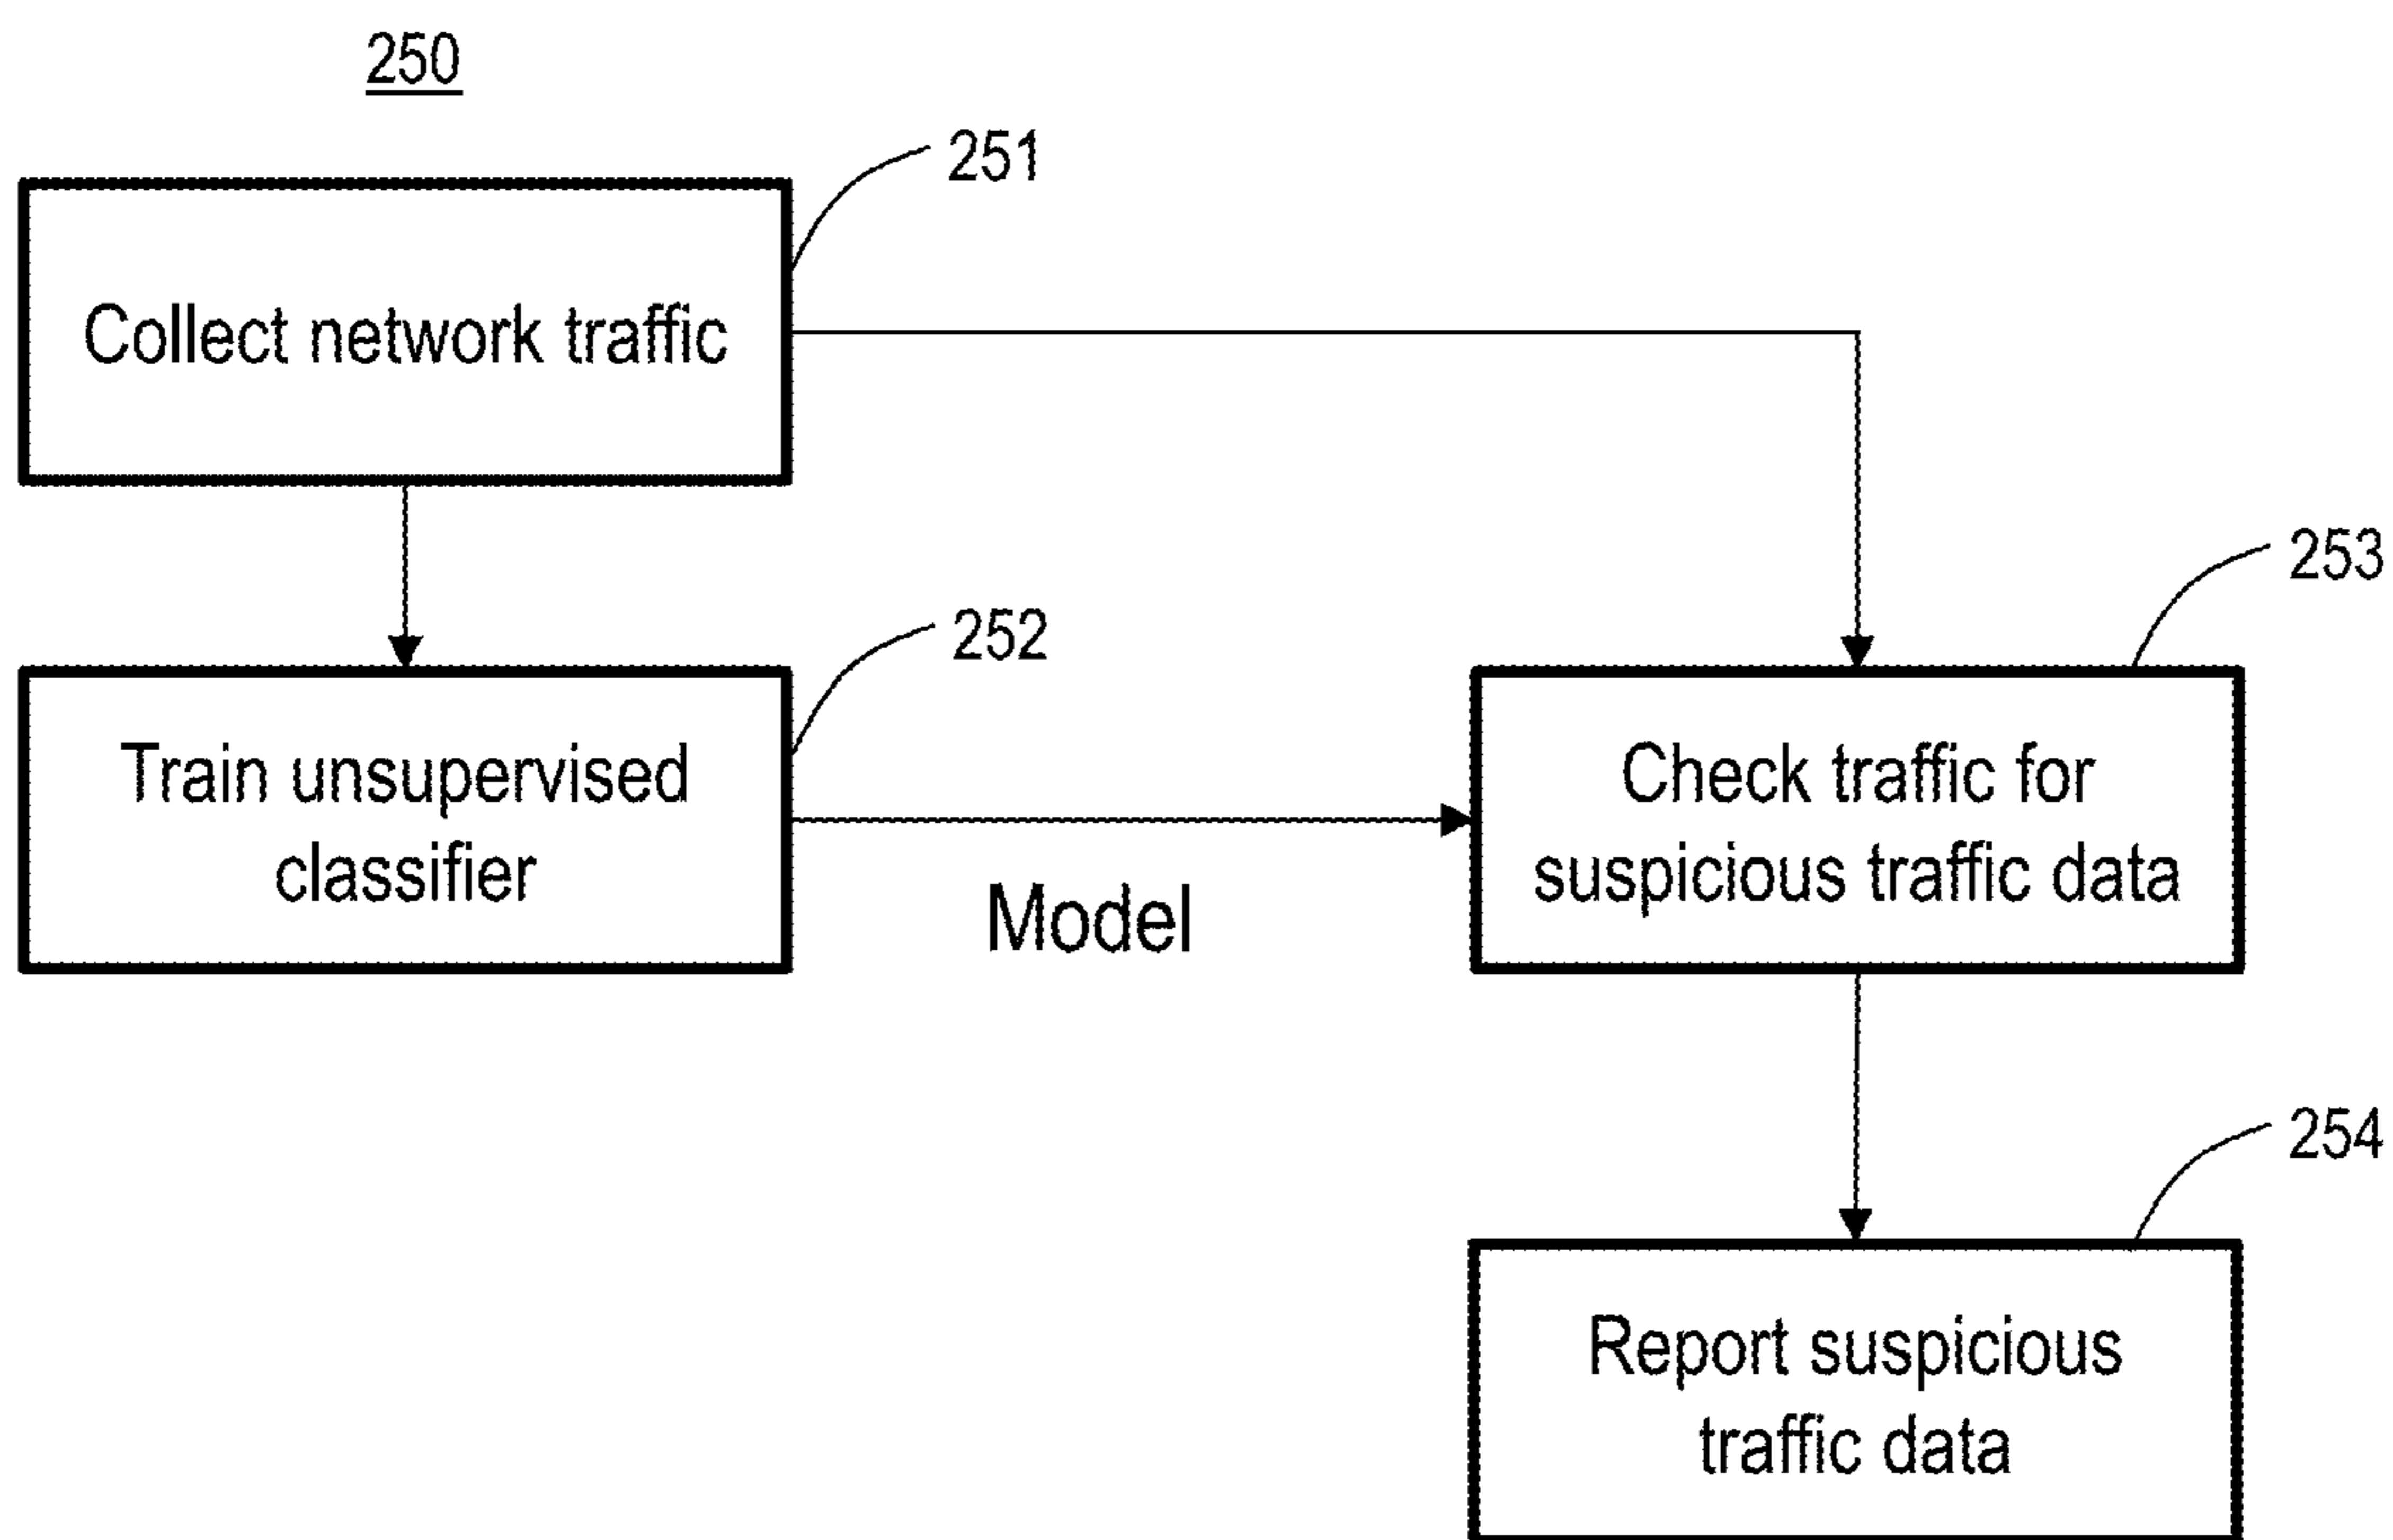 250
251
Collect network traffic
253
252
Train unsupervised
classifier
Check traffic for
suspicious traffic data
Model
254
Report suspicious
traffic data